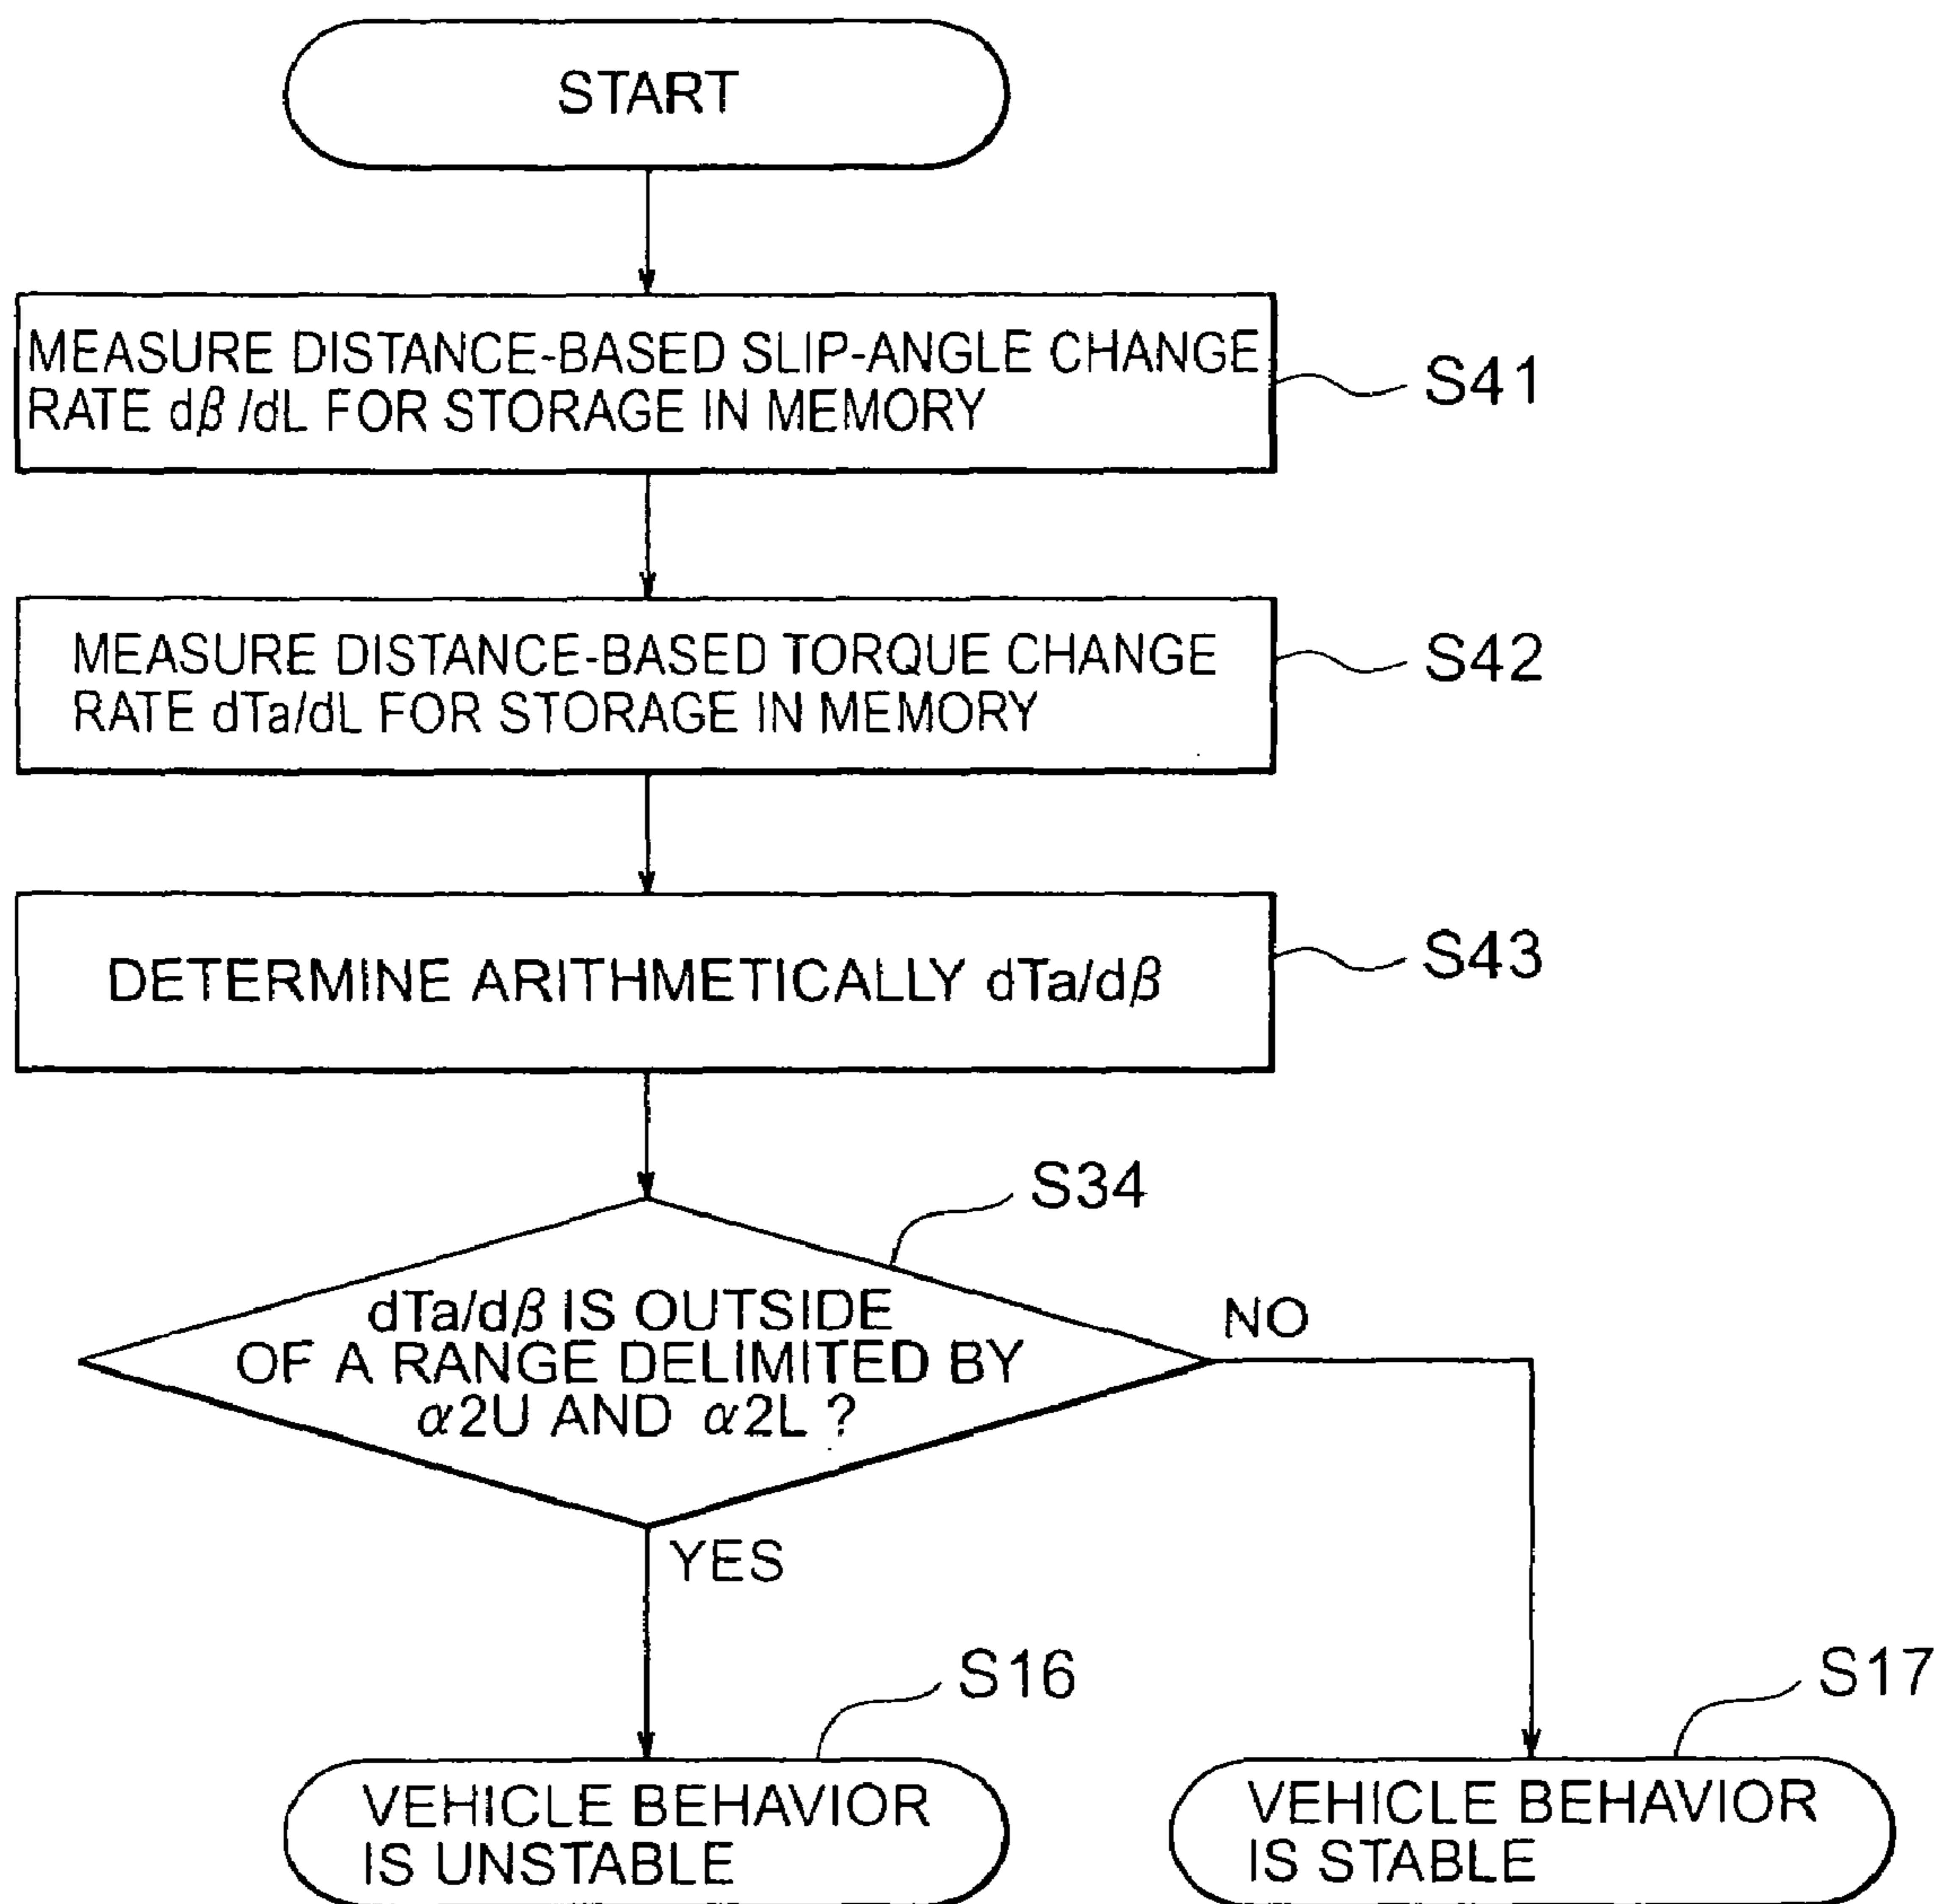 START
MEASURE DISTANCE-BASED SLIP-ANGLE CHANGE
RATE dβ/dL FOR STORAGE IN MEMORY
S41
MEASURE DISTANCE-BASED TORQUE CHANGE
RATE dTa/dL FOR STORAGE IN MEMORY
S42
DETERMINE ARITHMETICALLY dTa/dβ
S43
S34
dTa/dβ IS OUTSIDE
OF A RANGE DELIMITED BY
α2U AND α2L ?
NO
YES
S16
VEHICLE BEHAVIOR
IS UNSTABLE
S17
VEHICLE BEHAVIOR
IS STABLE